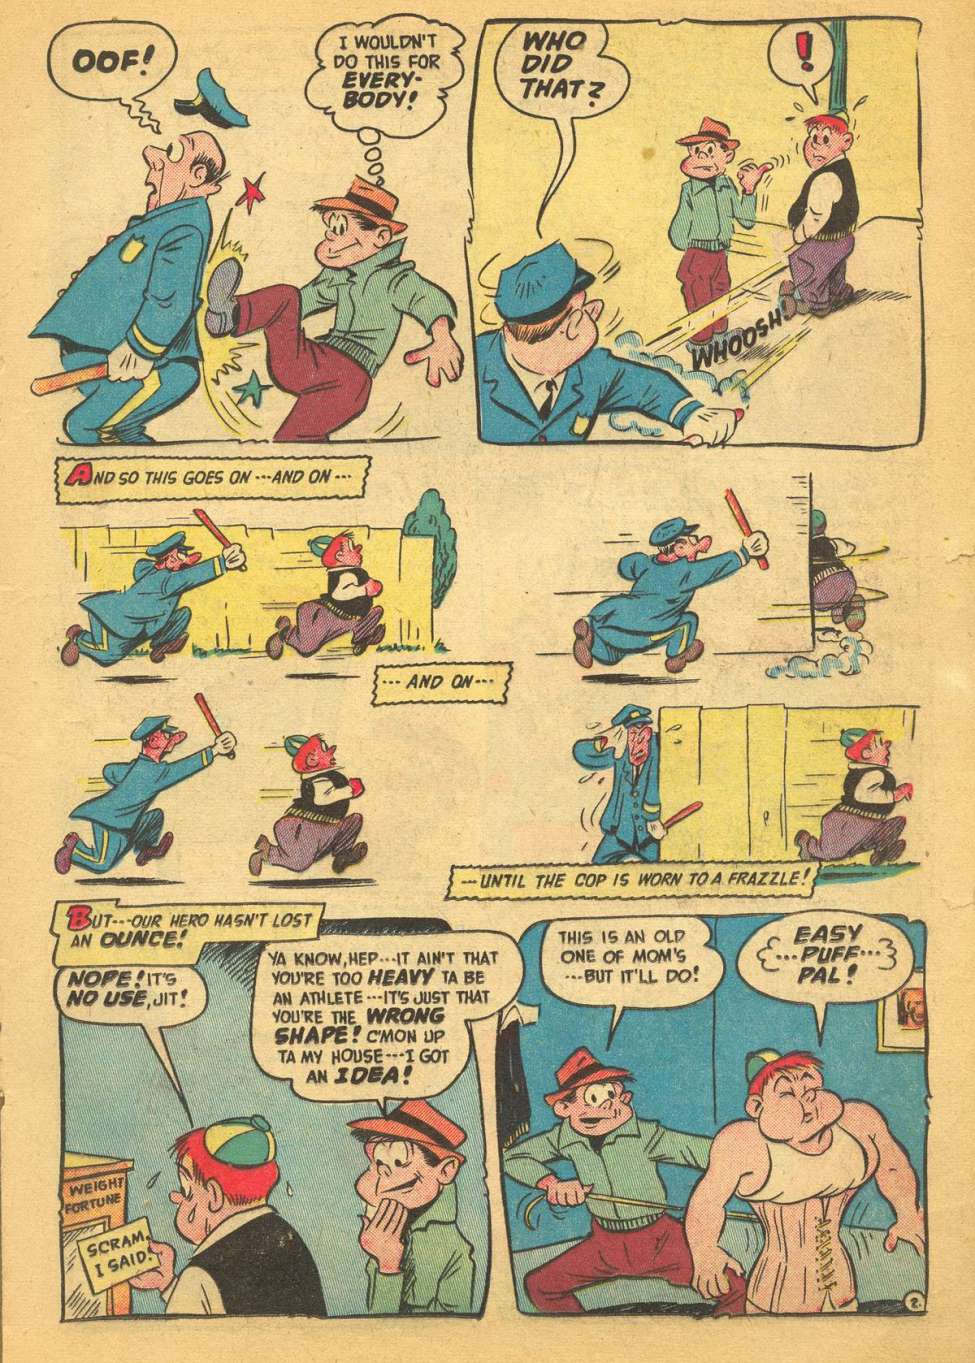 OOF!
I WOULDN'T
DO THIS FOR
EVERY-
BODY!
WHO
DID
THAT?
!
WHOOSH!
AND SO THIS GOES ON---AND ON---
--- AND ON---
---UNTIL THE COP IS WORN TO A FRAZZLE!
BUT---OUR HERO HASN'T LOST
AN OUNCE!
NOPE! IT'S
NO USE, JIT!
YA KNOW, HEP---IT AIN'T THAT
YOU'RE TOO HEAVY TA BE
AN ATHLETE---IT'S JUST THAT
YOU'RE THE WRONG
SHAPE! C'MON UP
TA MY HOUSE---I GOT
AN IDEA!
WEIGHT
FORTUNE
SCRAM,
I SAID!
THIS IS AN OLD
ONE OF MOM'S
---BUT IT'LL DO!
EASY
---PUFF---
PAL!
2.